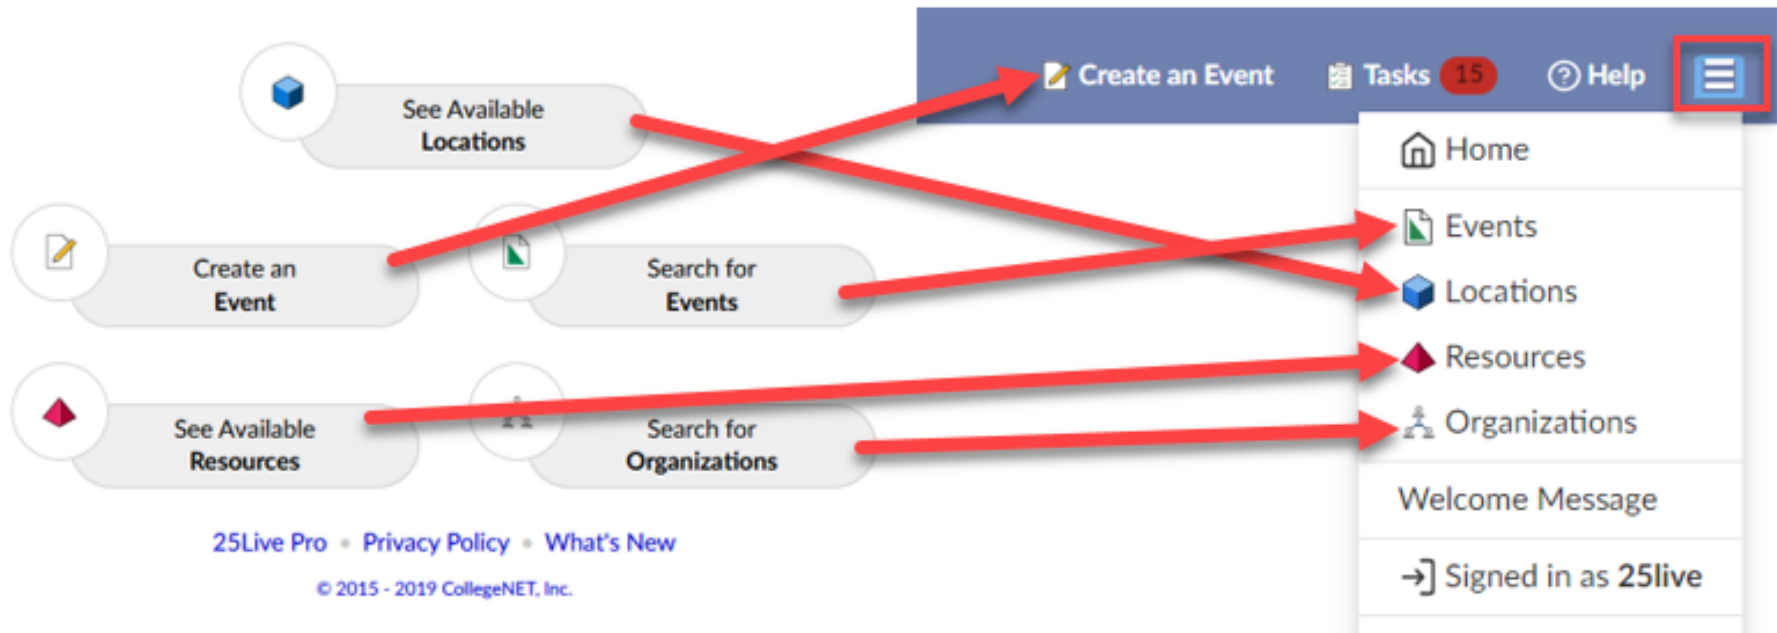 See Available
Locations
Create an
Event
Search for
Events
See Available
Resources
Search for
Organizations
25Live Pro • Privacy Policy • What's New
© 2015 - 2019 CollegeNET, Inc.
Create an Event Tasks 15 Help
Home
Events
Locations
Resources
Organizations
Welcome Message
Signed in as 25live